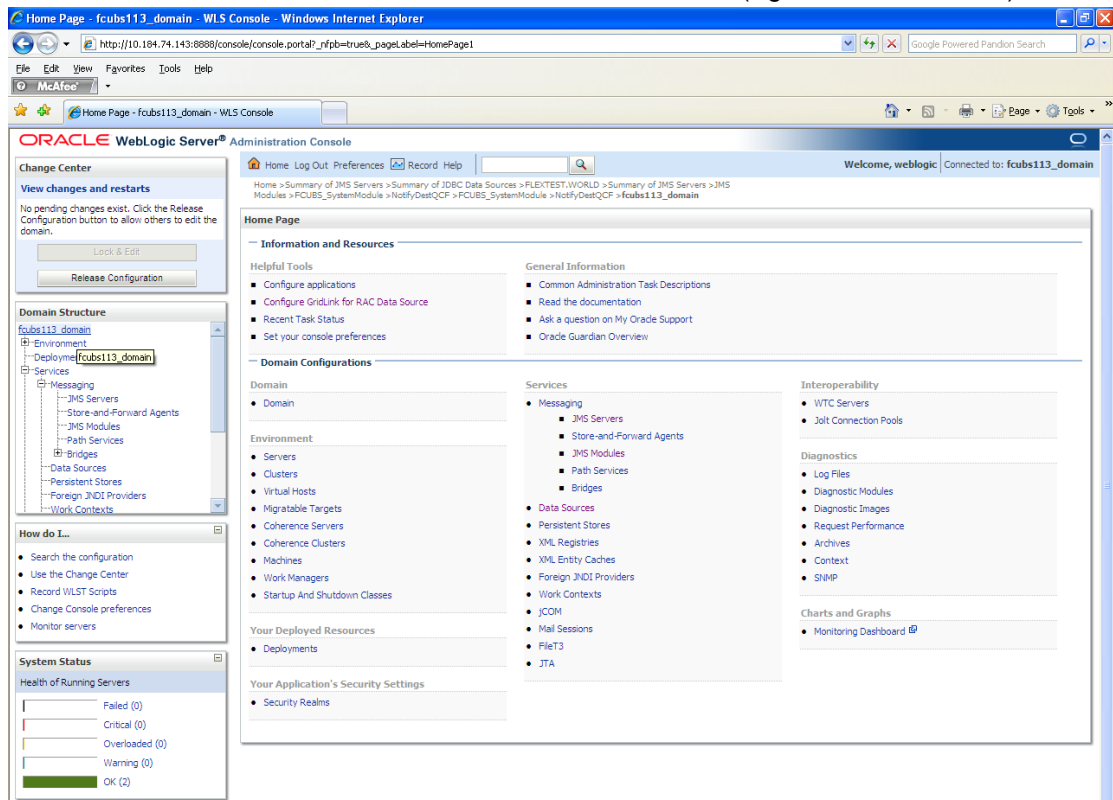 Home Page - fcubs113_domain - WLS Console - Windows Internet Explorer
http://10.184.74.143:8888/console/console.portal?_nfpb=true&_pageLabel=HomePage1
Google Powered Pandion Search
File Edit View Favorites Tools Help
McAfee
Home Page - fcubs113_domain - WLS Console
Page Tools
ORACLE WebLogic Server® Administration Console
Change Center
View changes and restarts
No pending changes exist. Click the Release
Configuration button to allow others to edit the
domain.
Lock & Edit
Release Configuration
Domain Structure
fcubs113_domain
Environment
fcubs113_domain
Services
Messaging
JMS Servers
Store-and-Forward Agents
JMS Modules
Path Services
Bridges
Data Sources
Persistent Stores
Foreign JNDI Providers
Work Contexts
How do I...
Search the configuration
Use the Change Center
Record WLST Scripts
Change Console preferences
Monitor servers
System Status
Health of Running Servers
Failed (0)
Critical (0)
Overloaded (0)
Warning (0)
OK (2)
Home Log Out Preferences Record Help
Welcome, weblogic Connected to: fcubs113_domain
Home >Summary of JMS Servers >Summary of JDBC Data Sources >FLEXTEST.WORLD >Summary of JMS Servers >JMS
Modules >FCUBS_SystemModule >NotifyDestQCF >FCUBS_SystemModule >NotifyDestQCF >fcubs113_domain
Home Page
Information and Resources
Helpful Tools
Configure applications
Configure GridLink for RAC Data Source
Recent Task Status
Set your console preferences
General Information
Common Administration Task Descriptions
Read the documentation
Ask a question on My Oracle Support
Oracle Guardian Overview
Domain Configurations
Domain
Domain
Environment
Servers
Clusters
Virtual Hosts
Migratable Targets
Coherence Servers
Coherence Clusters
Machines
Work Managers
Startup And Shutdown Classes
Your Deployed Resources
Deployments
Your Application's Security Settings
Security Realms
Services
Messaging
JMS Servers
Store-and-Forward Agents
JMS Modules
Path Services
Bridges
Data Sources
Persistent Stores
XML Registries
XML Entity Caches
Foreign JNDI Providers
Work Contexts
jCOM
Mail Sessions
FileT3
JTA
Interoperability
WTC Servers
Jolt Connection Pools
Diagnostics
Log Files
Diagnostic Modules
Diagnostic Images
Request Performance
Archives
Context
SNMP
Charts and Graphs
Monitoring Dashboard